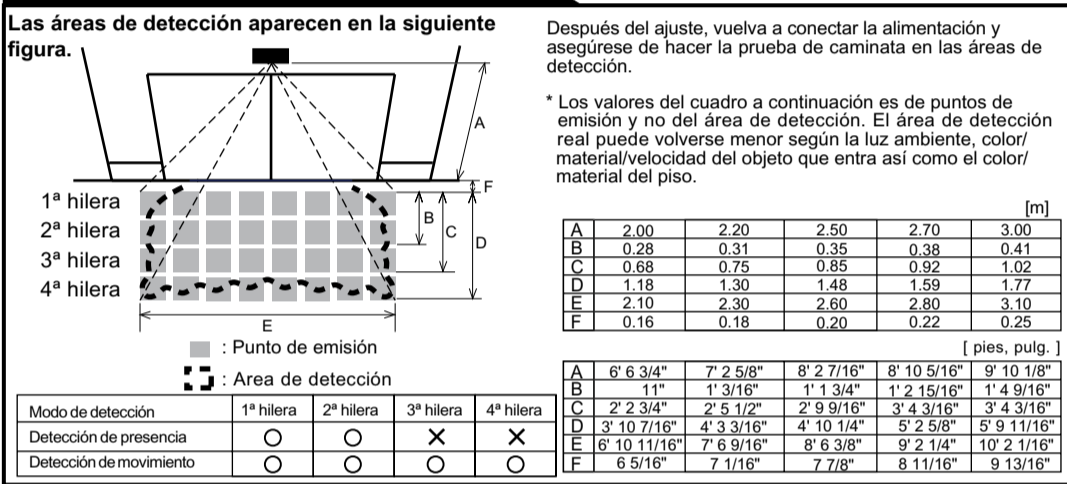 Las áreas de detección aparecen en la siguiente
figura.
A
F
1ª hilera
2ª hilera
3ª hilera
4ª hilera
B
C
D
E
: Punto de emisión
: Area de detección
Modo de detección 1ª hilera 2ª hilera 3ª hilera 4ª hilera
Detección de presencia ○ ○ × ×
Detección de movimiento ○ ○ ○ ○
Después del ajuste, vuelva a conectar la alimentación y
asegúrese de hacer la prueba de caminata en las áreas de
detección.
* Los valores del cuadro a continuación es de puntos de
emisión y no del área de detección. El área de detección
real puede volverse menor según la luz ambiente, color/
material/velocidad del objeto que entra así como el color/
material del piso.
[m]
A 2.00 2.20 2.50 2.70 3.00
B 0.28 0.31 0.35 0.38 0.41
C 0.68 0.75 0.85 0.92 1.02
D 1.18 1.30 1.48 1.59 1.77
E 2.10 2.30 2.60 2.80 3.10
F 0.16 0.18 0.20 0.22 0.25
[ pies, pulg. ]
A 6' 6 3/4" 7' 2 5/8" 8' 2 7/16" 8' 10 5/16" 9' 10 1/8"
B 11" 1' 3/16" 1' 1 3/4" 1' 2 15/16" 1' 4 9/16"
C 2' 2 3/4" 2' 5 1/2" 2' 9 9/16" 3' 4 3/16" 3' 4 3/16"
D 3' 10 7/16" 4' 3 3/16" 4' 10 1/4" 5' 2 5/8" 5' 9 11/16"
E 6' 10 11/16" 7' 6 9/16" 8' 6 3/8" 9' 2 1/4" 10' 2 1/16"
F 6 5/16" 7 1/16" 7 7/8" 8 11/16" 9 13/16"